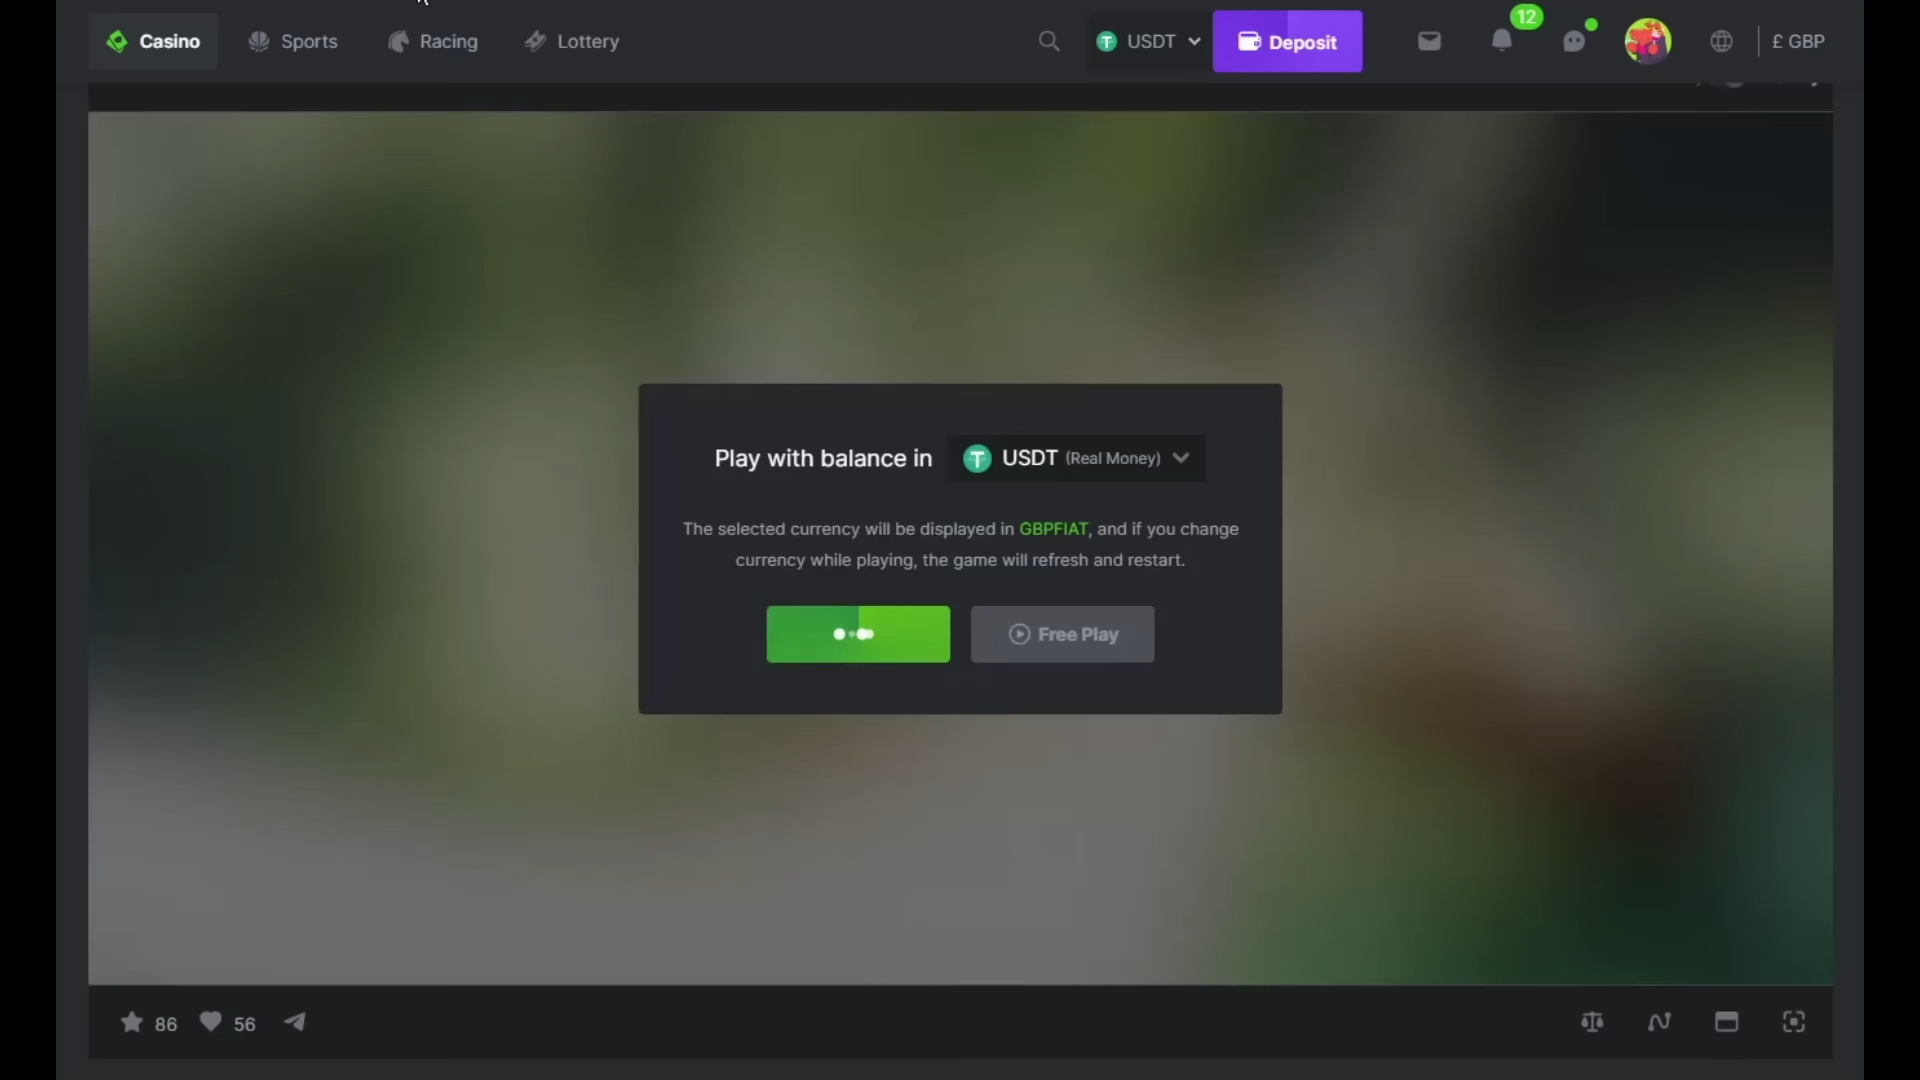 Casino
Sports
Racing
Lottery
USDT
Deposit
12
£ GBP
Play with balance in
USDT (Real Money)
The selected currency will be displayed in GBPFIAT, and if you change
currency while playing, the game will refresh and restart.
Free Play
86
56